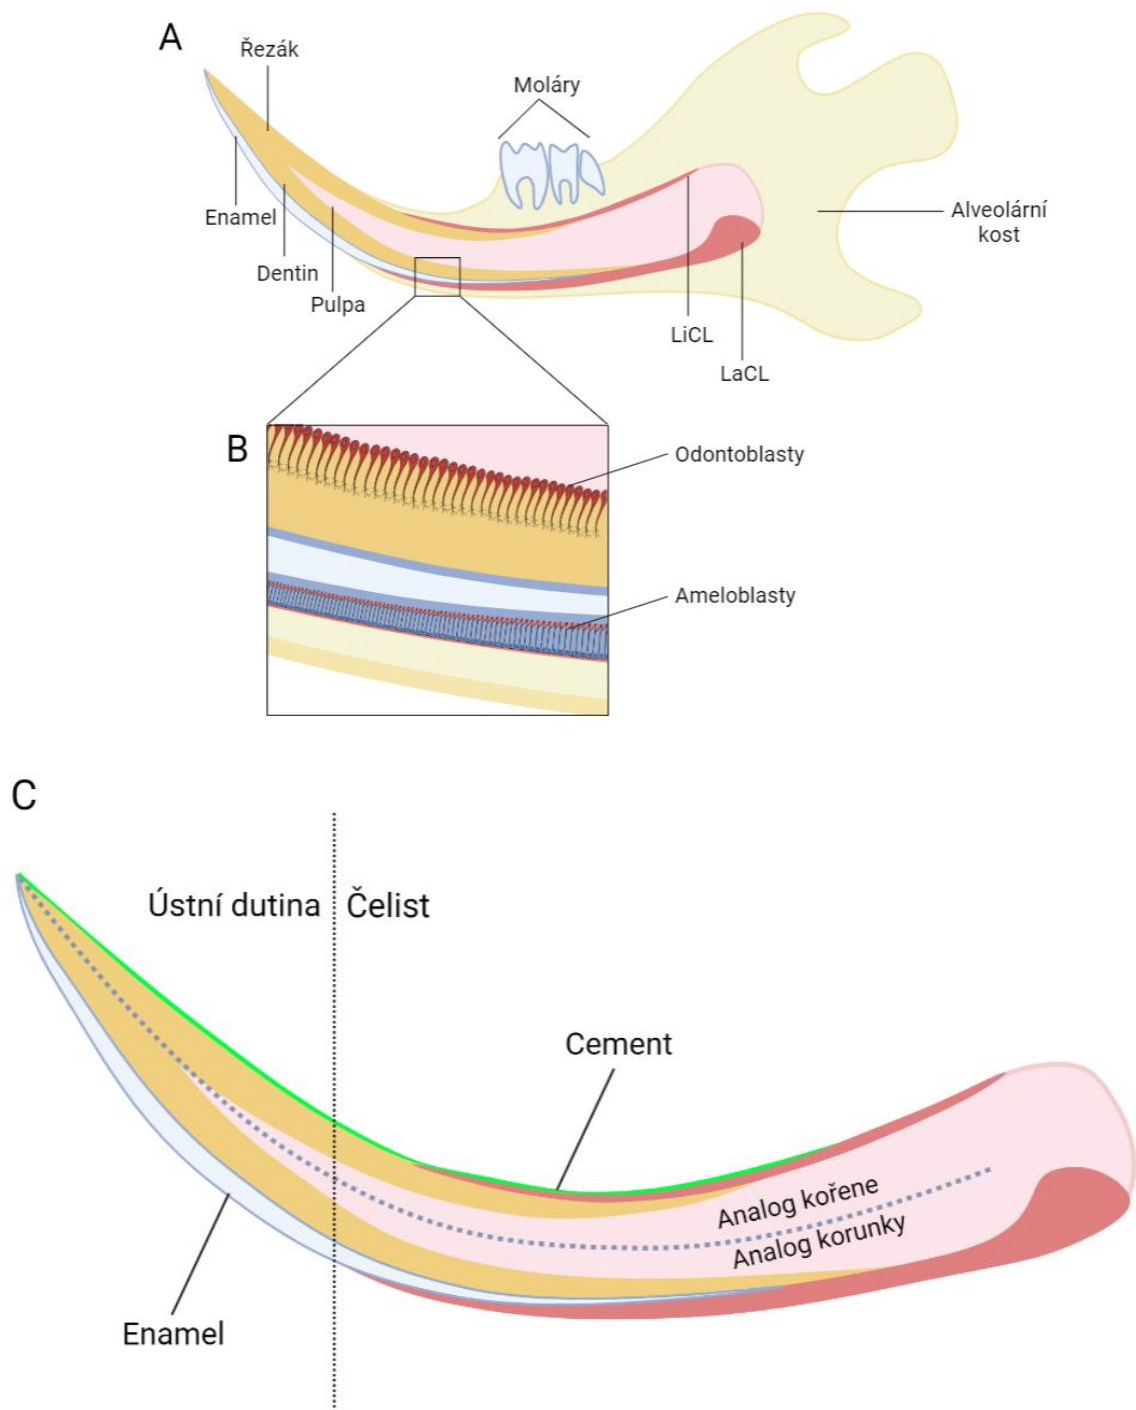 A
Řezák
Moláry
Enamel
Alveolární
kost
Dentin
Pulpa
LiCL
LaCL
B
Odontoblasty
Ameloblasty
C
Ústní dutina
Čelist
Cement
Analog kořene
Analog korunky
Enamel